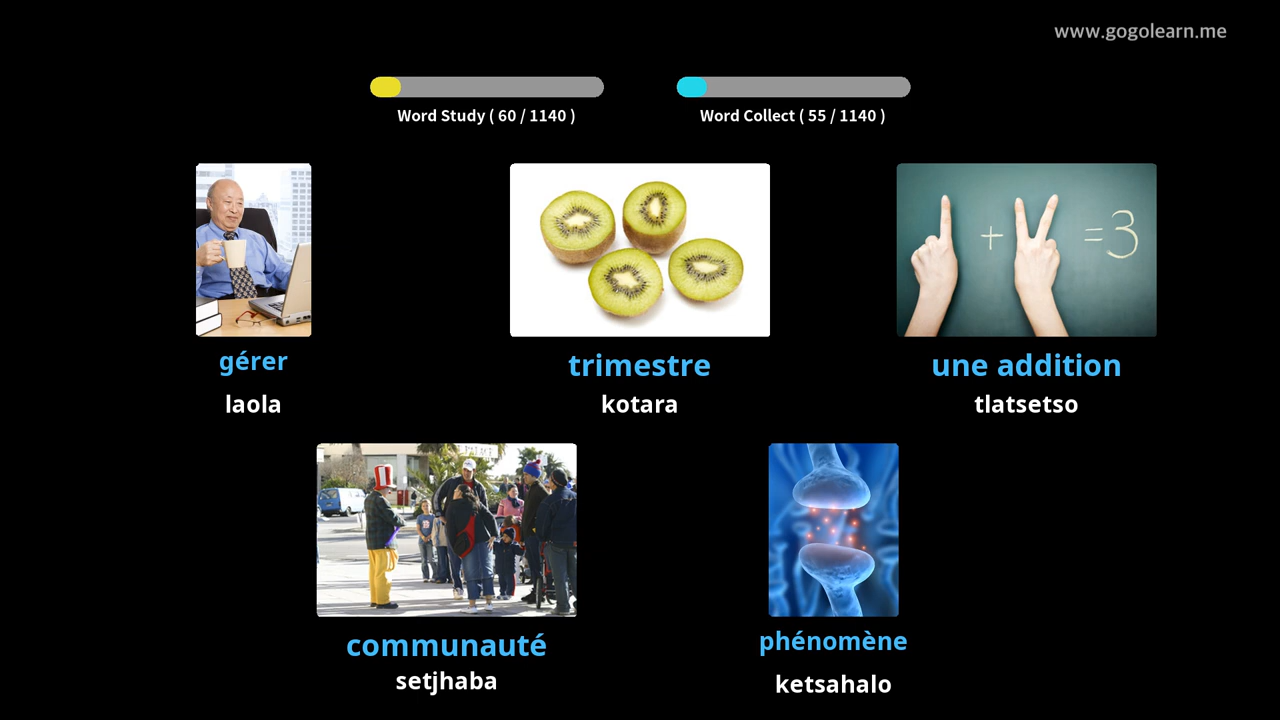 www.gogolearn.me
Word Study ( 60 / 1140 )
Word Collect ( 55 / 1140 )
+ = 3
gérer
trimestre
une addition
laola
kotara
tlatsetso
communauté
phénomène
setjhaba
ketsahalo